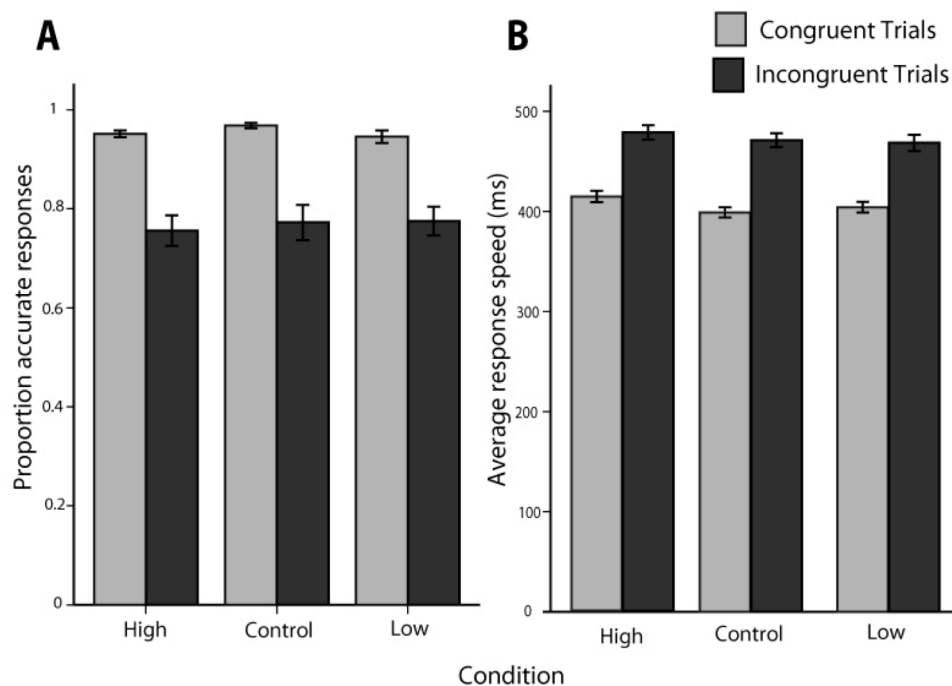 A
Proportion accurate responses
1
0.8
0.6
0.4
0.2
0
High Control Low
B
Congruent Trials
Incongruent Trials
Average response speed (ms)
500
400
300
200
100
0
High Control Low
Condition